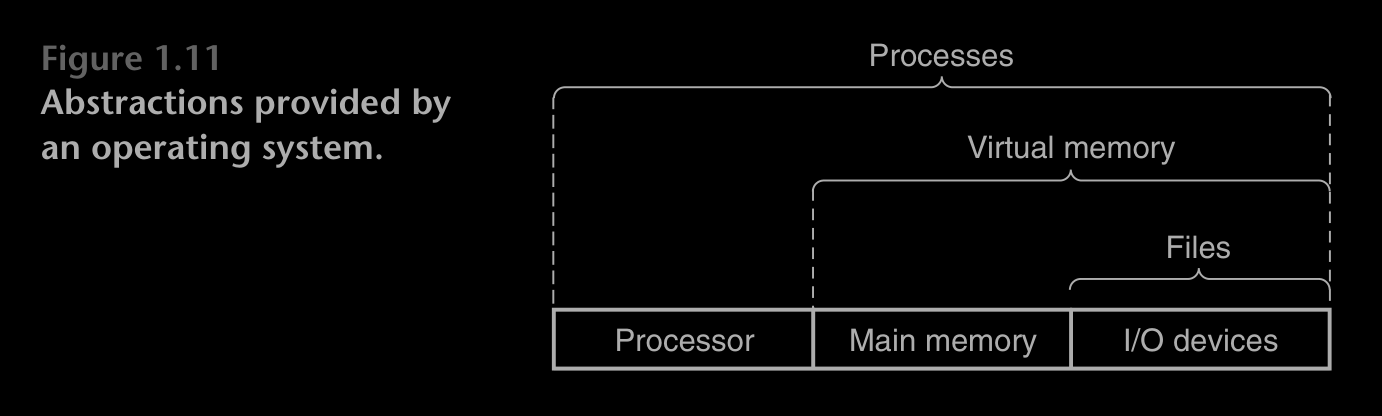 Figure 1.11
Abstractions provided by
an operating system.
Processes
Virtual memory
Files
Processor
Main memory
I/O devices